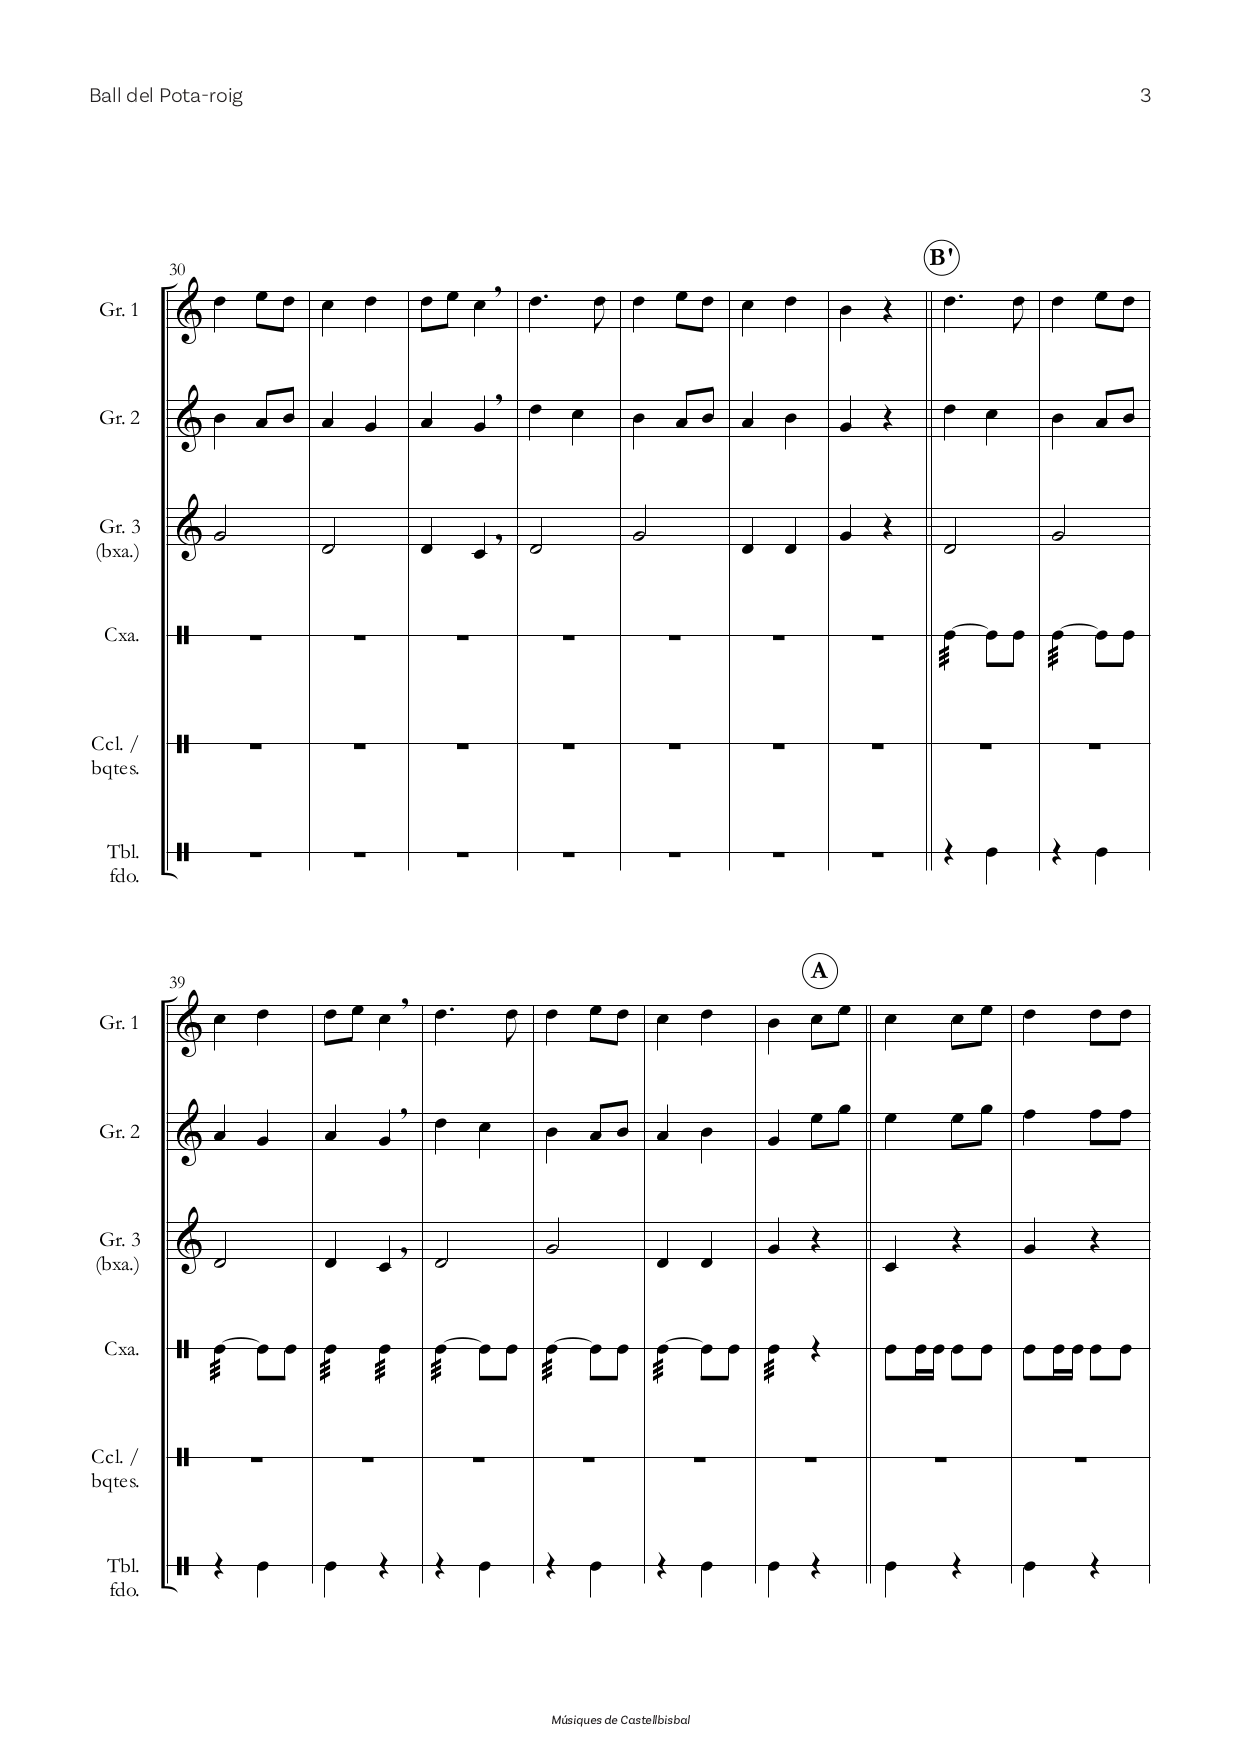 Ball del Pota-roig
3
B'
30
Gr. 1
Gr. 2
Gr. 3
(bxa.)
Cxa.
Ccl. /
bqtes.
Tbl.
fdo.
A
39
Gr. 1
Gr. 2
Gr. 3
(bxa.)
Cxa.
Ccl. /
bqtes.
Tbl.
fdo.
Músiques de Castellbisbal